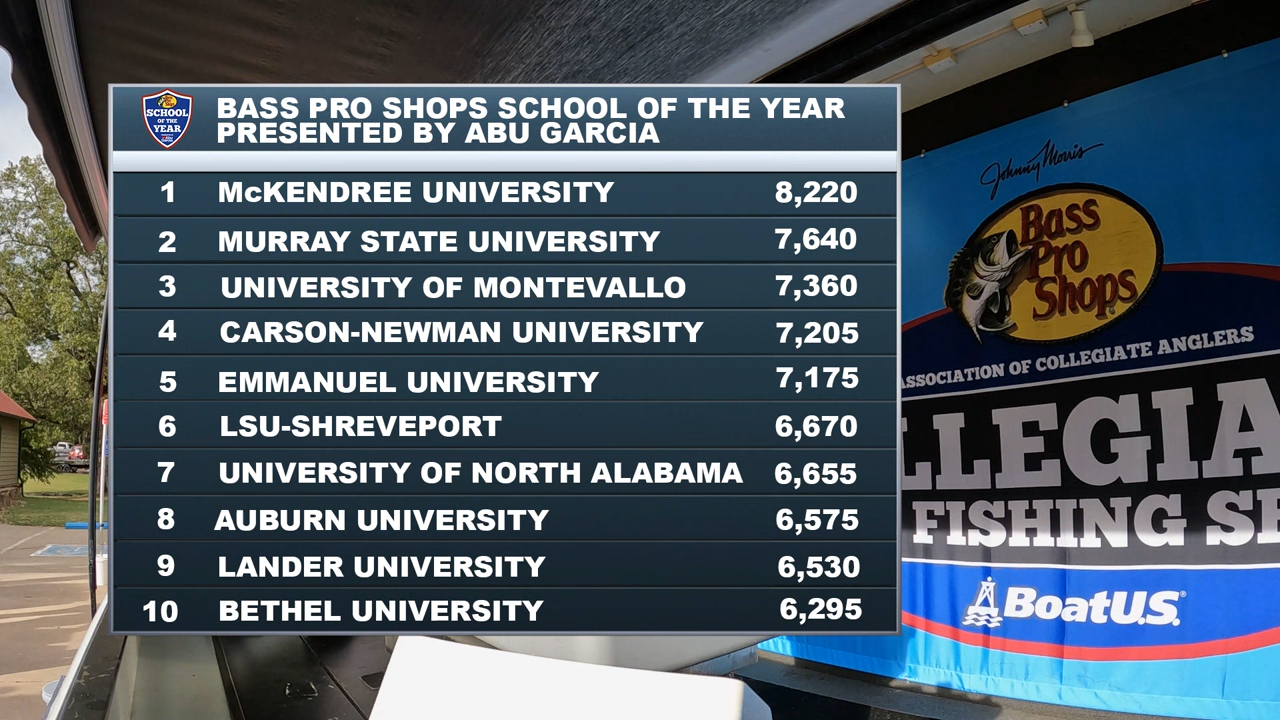 SCHOOL
OF THE
YEAR
BASS PRO SHOPS SCHOOL OF THE YEAR
PRESENTED BY ABU GARCIA
1 McKENDREE UNIVERSITY 8,220
2 MURRAY STATE UNIVERSITY 7,640
3 UNIVERSITY OF MONTEVALLO 7,360
4 CARSON-NEWMAN UNIVERSITY 7,205
5 EMMANUEL UNIVERSITY 7,175
6 LSU-SHREVEPORT 6,670
7 UNIVERSITY OF NORTH ALABAMA 6,655
8 AUBURN UNIVERSITY 6,575
9 LANDER UNIVERSITY 6,530
10 BETHEL UNIVERSITY 6,295
Johnny Morris
Bass
Pro
Shops
ASSOCIATION OF COLLEGIATE ANGLERS
LLEGIA
FISHING SE
BoatU.S.®